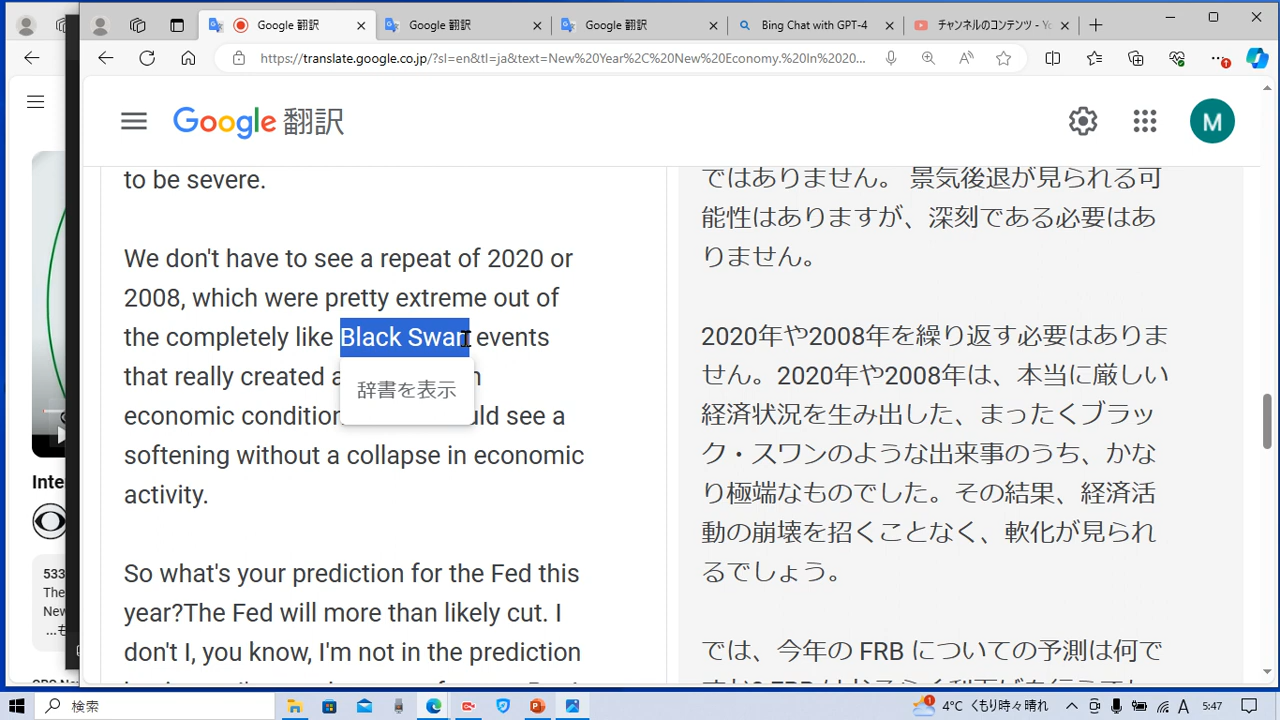 Google 翻訳
Google 翻訳
Google 翻訳
Bing Chat with GPT-4
チャンネルのコンテンツ - Yo
https://translate.google.co.jp/?sl=en&tl=ja&text=New%20Year%2C%20New%20Economy.%20In%2020...
Google 翻訳
M
to be severe.
We don't have to see a repeat of 2020 or
2008, which were pretty extreme out of
the completely like Black Swan events
that really created a
辞書を表示
economic condition
uld see a
softening without a collapse in economic
activity.
So what's your prediction for the Fed this
year?The Fed will more than likely cut. I
don't I, you know, I'm not in the prediction
ではありません。 景気後退が見られる可
能性はありますが、深刻である必要はあ
りません。
2020年や2008年を繰り返す必要はありま
せん。2020年や2008年は、本当に厳しい
経済状況を生み出した、まったくブラッ
ク・スワンのような出来事のうち、かな
り極端なものでした。その結果、経済活
動の崩壊を招くことなく、軟化が見られ
るでしょう。
では、今年の FRB についての予測は何で
Inte
533
The
New
...も
検索
1
4°C くもり時々晴れ
A
5:47